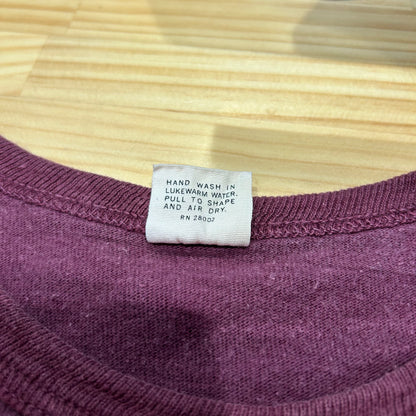 HAND WASH IN
LUKEWARM WATER.
PULL TO SHAPE
AND AIR DRY.
RN 28007